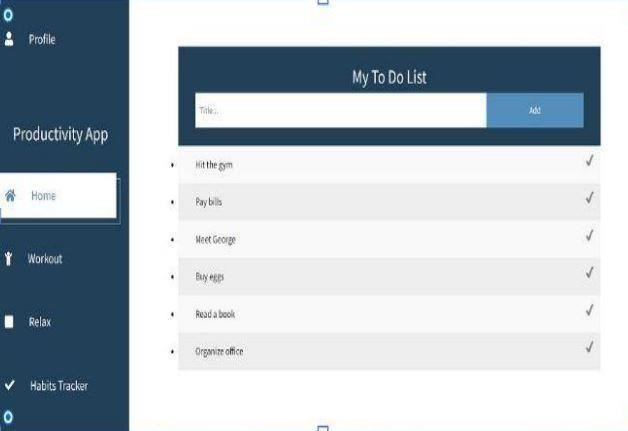 Profile
Productivity App
Home
Workout
Relax
Habits Tracker
My To Do List
Title...
Add
Hit the gym
Pay bills
Meet George
Buy eggs
Read a book
Organize office